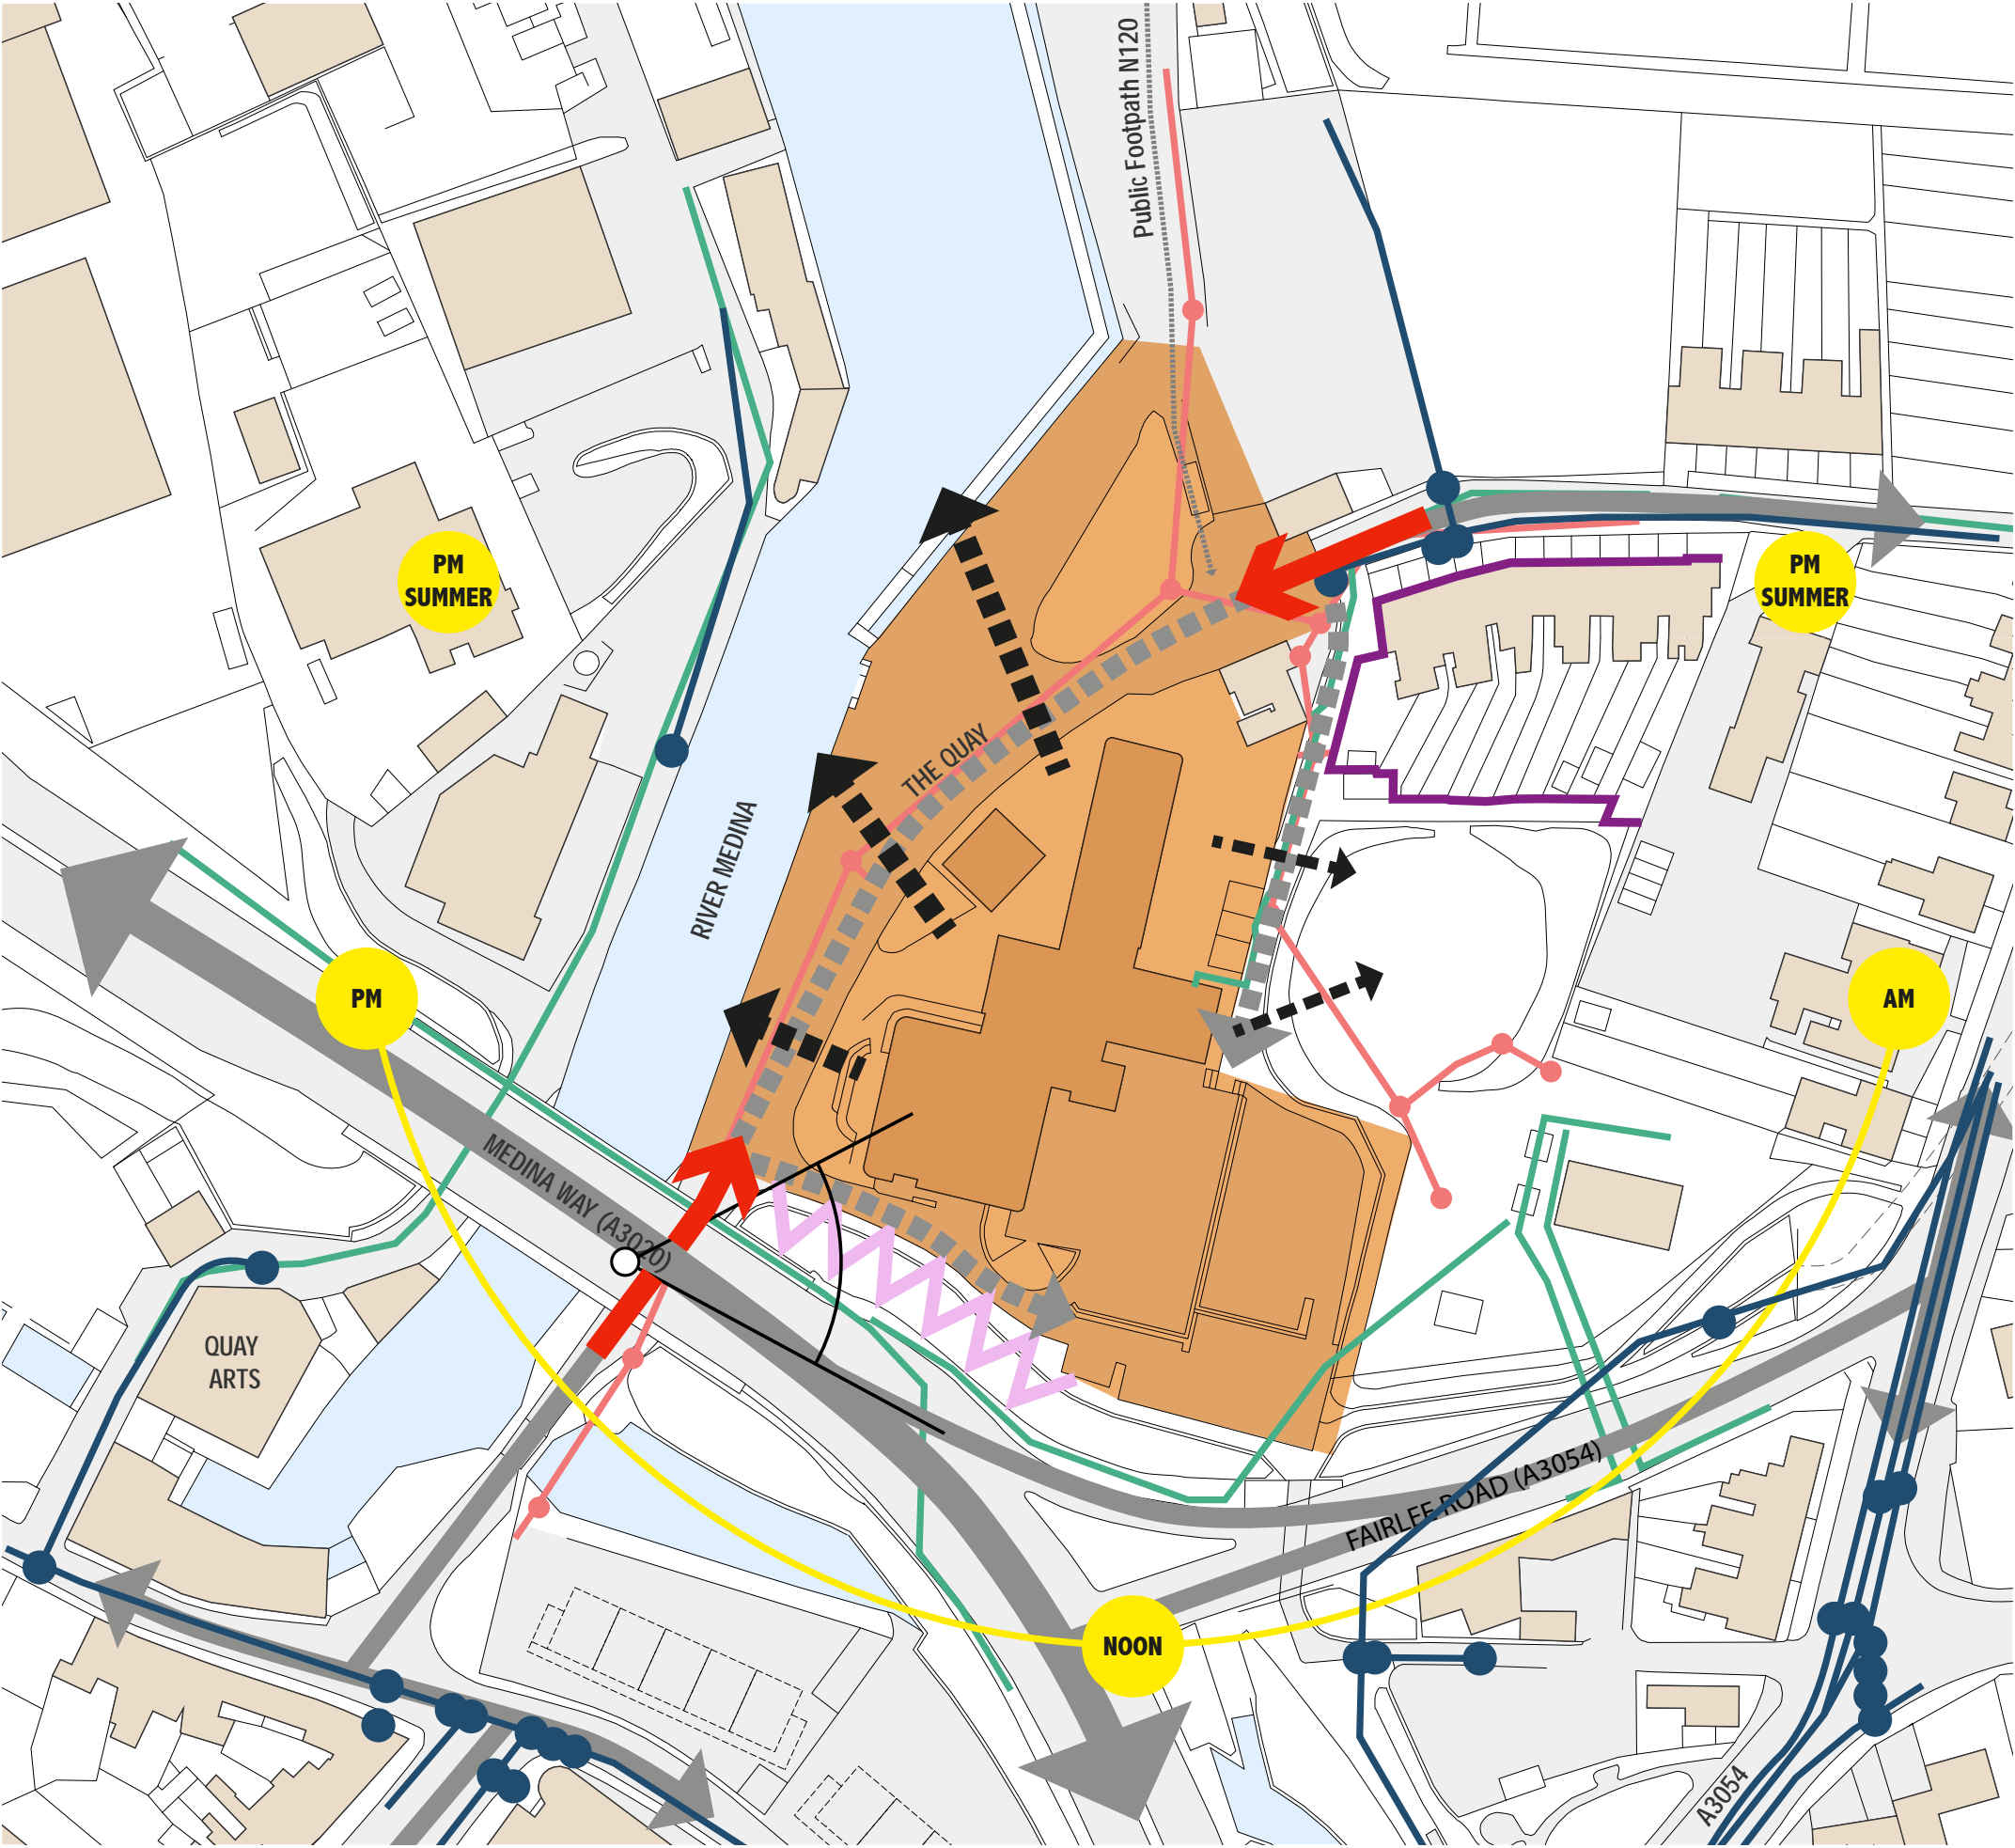 Public Footpath N120
PM
SUMMER
PM
SUMMER
THE QUAY
RIVER MEDINA
PM
AM
MEDINA WAY (A3020)
QUAY
ARTS
FAIRLEE ROAD (A3054)
NOON
A3054